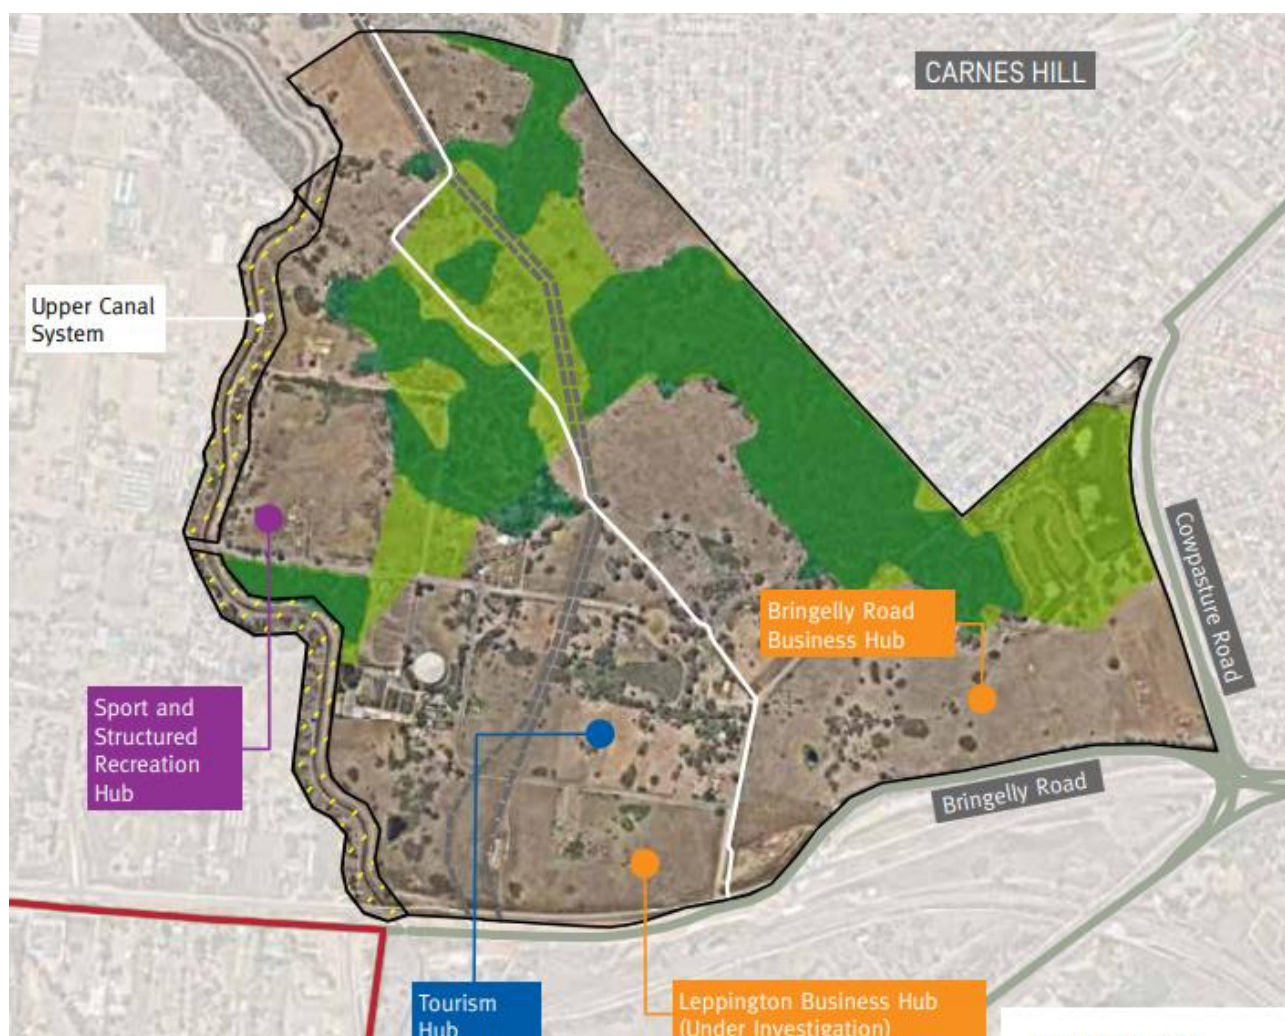 CARNES HILL
Upper Canal
System
Cowpasture Road
Bringelly Road
Business Hub
Sport and
Structured
Recreation
Hub
Bringelly Road
Tourism
Hub
Leppington Business Hub
(Under Investigation)